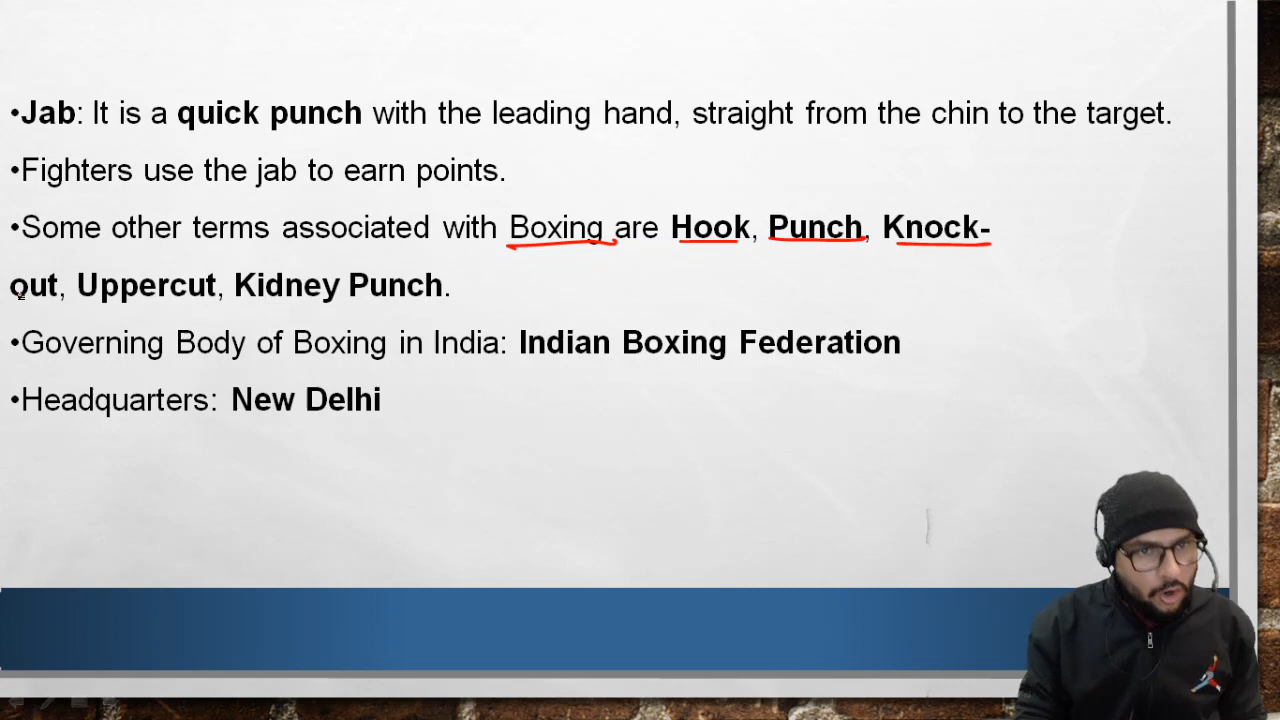 •Jab: It is a quick punch with the leading hand, straight from the chin to the target.
•Fighters use the jab to earn points.
•Some other terms associated with Boxing are Hook, Punch, Knock-
out, Uppercut, Kidney Punch.
•Governing Body of Boxing in India: Indian Boxing Federation
•Headquarters: New Delhi